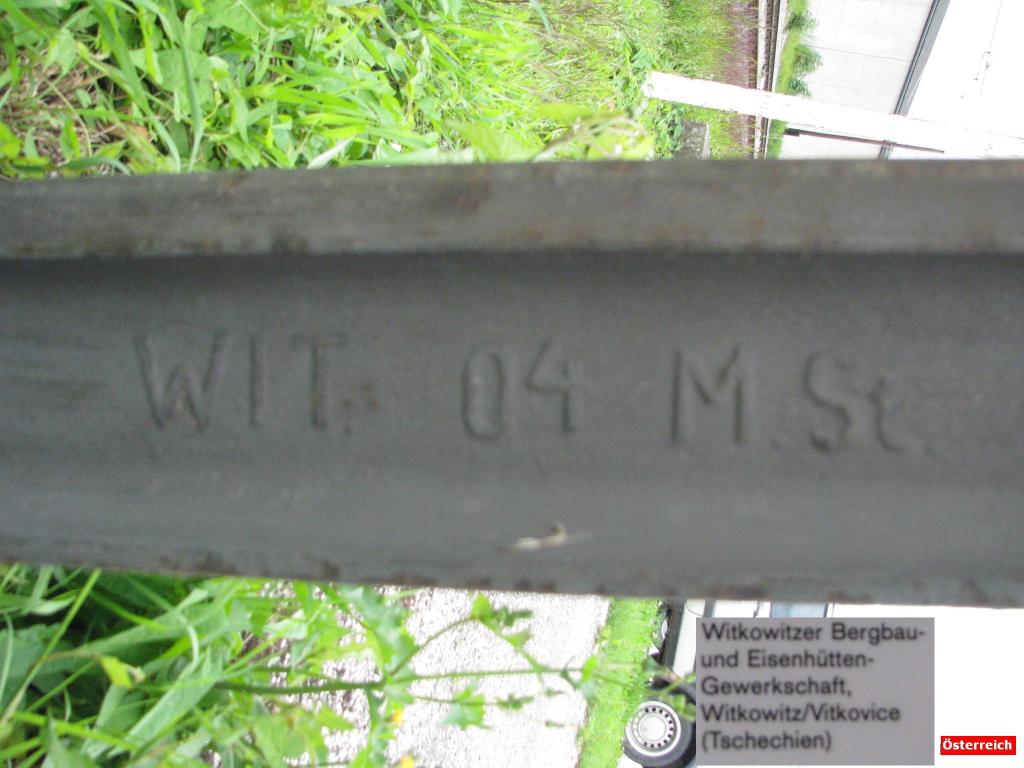 WIT. 04 M.St.
Witkowitzer Bergbau-
und Eisenhütten-
Gewerkschaft,
Witkowitz/Vitkovice
(Tschechien)
Österreich